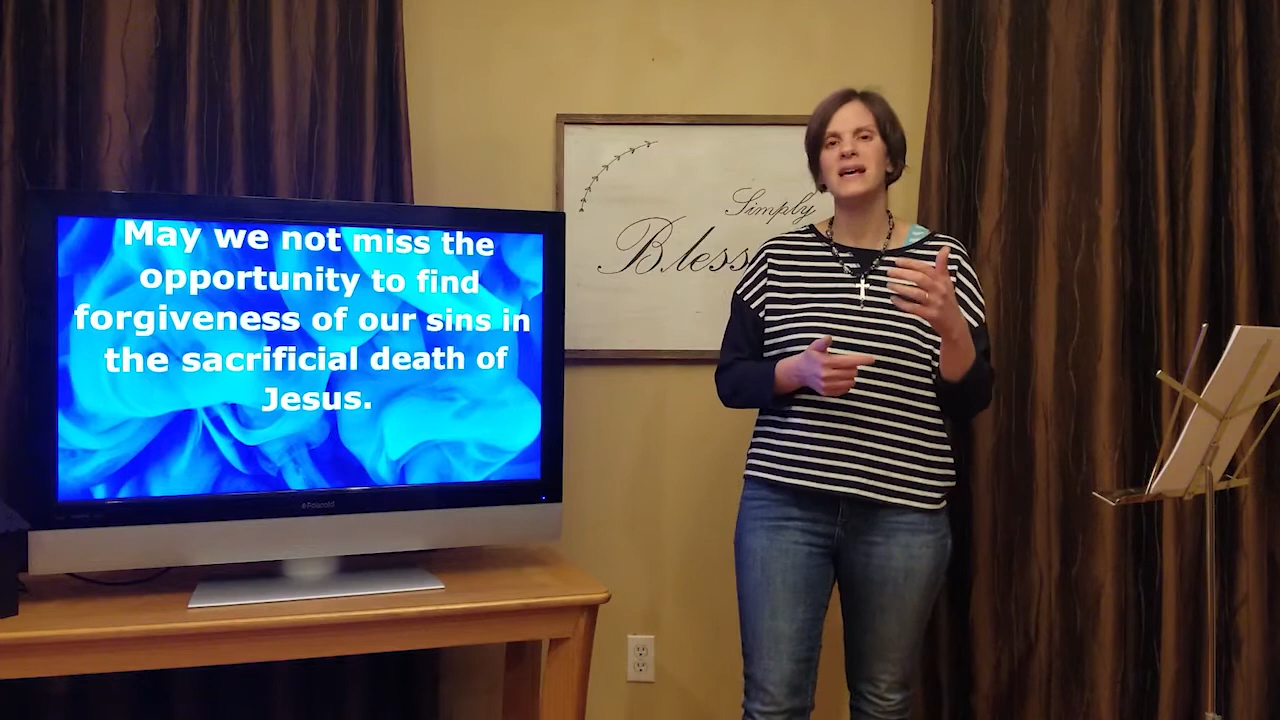 May we not miss the
opportunity to find
forgiveness of our sins in
the sacrificial death of
Jesus.
Simply
Bless
Polaroid